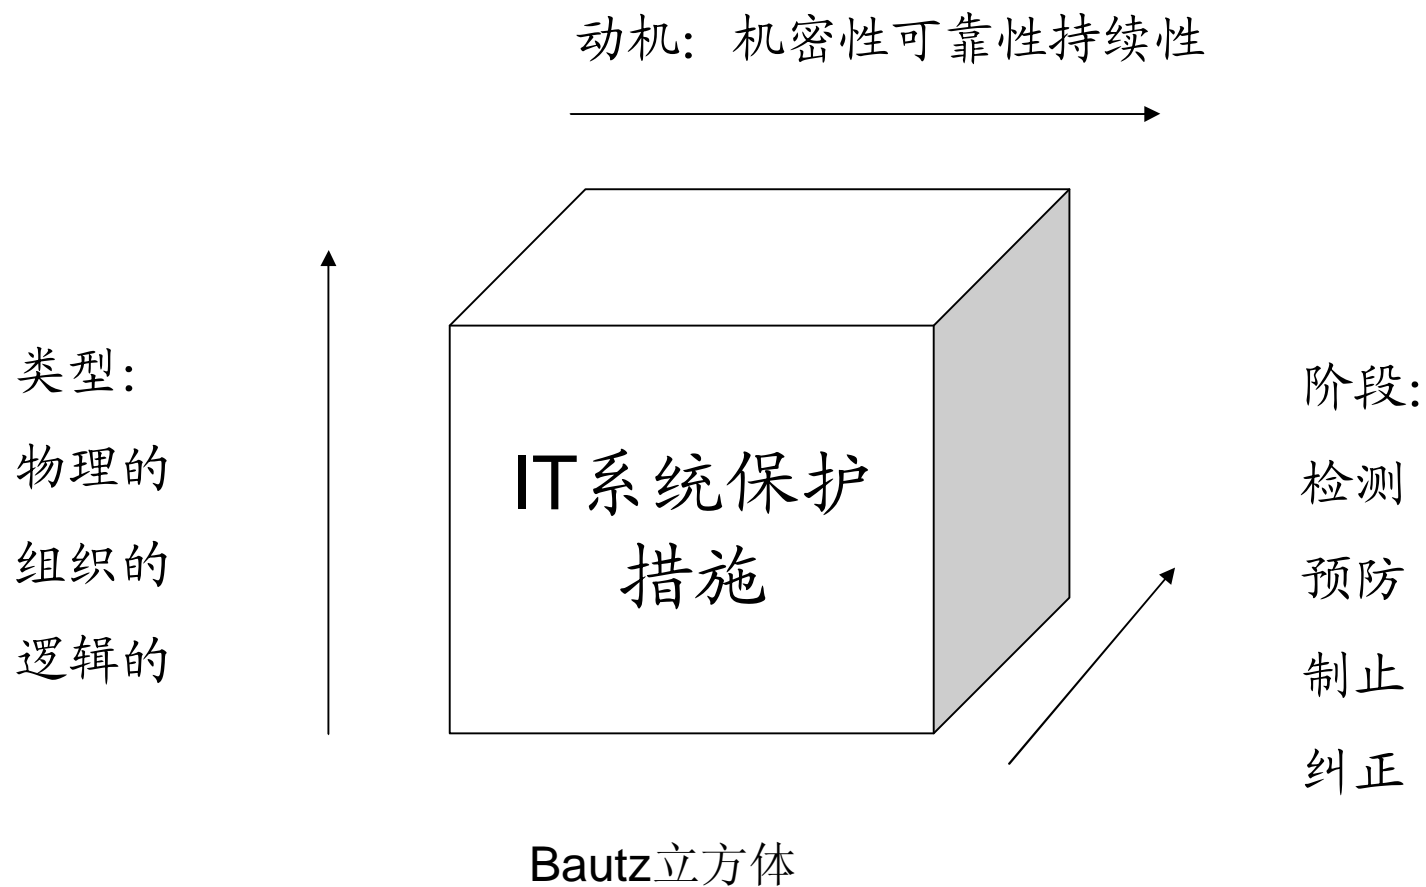 动机：机密性可靠性持续性
类型：
物理的
组织的
逻辑的
IT系统保护
措施
阶段：
检测
预防
制止
纠正
Bautz立方体